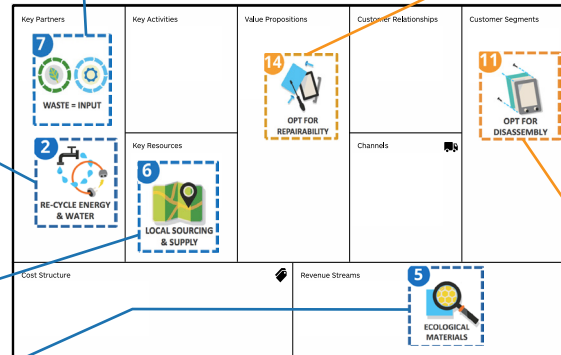 Key Partners
Key Activities
Value Propositions
Customer Relationships
Customer Segments
7
WASTE = INPUT
14
OPT FOR
REPAIRABILITY
11
OPT FOR
DISASSEMBLY
2
RE-CYCLE ENERGY
& WATER
Key Resources
6
LOCAL SOURCING
& SUPPLY
Channels
Cost Structure
Revenue Streams
5
ECOLOGICAL
MATERIALS